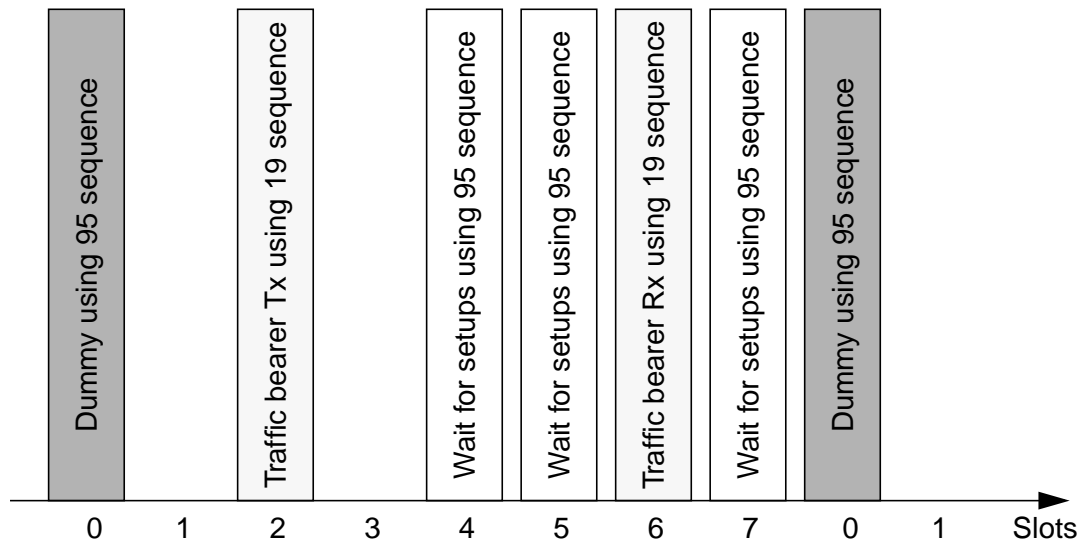 Dummy using 95 sequence
Traffic bearer Tx using 19 sequence
Wait for setups using 95 sequence
Wait for setups using 95 sequence
Traffic bearer Rx using 19 sequence
Wait for setups using 95 sequence
Dummy using 95 sequence
0 1 2 3 4 5 6 7 0 1 Slots